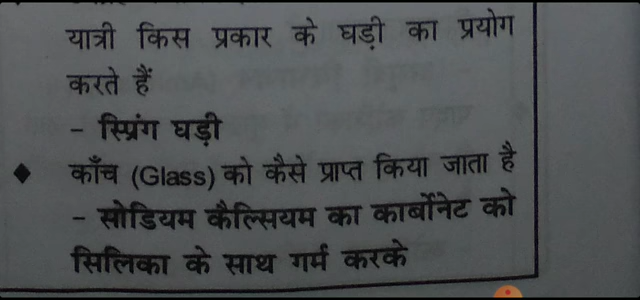 यात्री किस प्रकार के घड़ी का प्रयोग
करते हैं
- स्प्रिंग घड़ी
◆ काँच (Glass) को कैसे प्राप्त किया जाता है
- सोडियम कैल्सियम का कार्बोनेट को
सिलिका के साथ गर्म करके